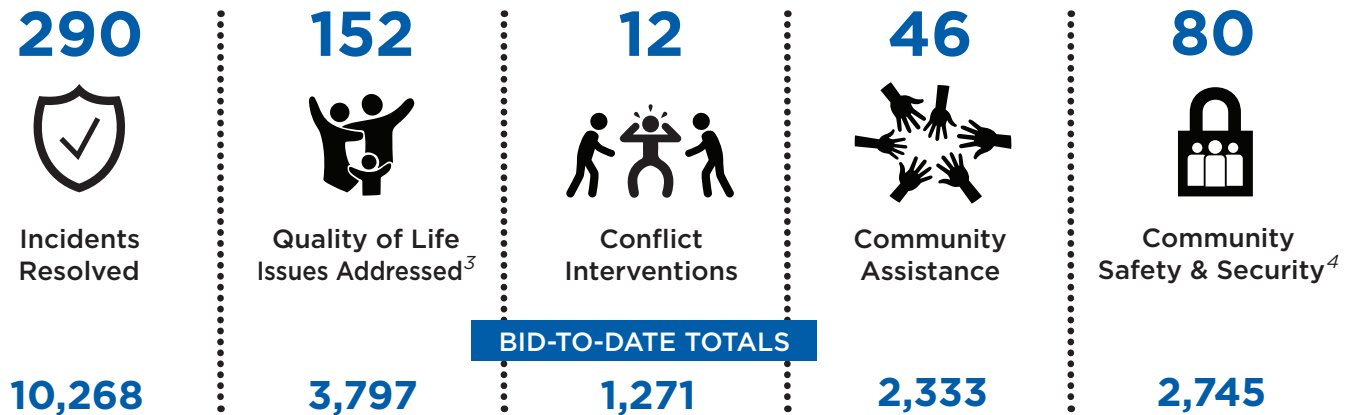 290
152
12
46
80
Incidents
Resolved
Quality of Life
Issues Addressed3
Conflict
Interventions
Community
Assistance
Community
Safety & Security4
BID-TO-DATE TOTALS
10,268
3,797
1,271
2,333
2,745